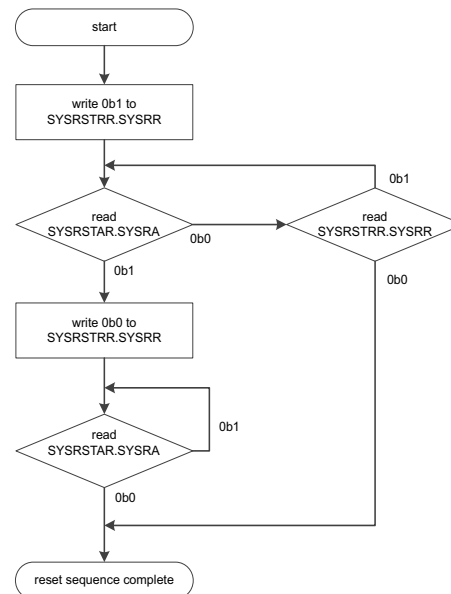 start
write 0b1 to
SYSRSTRR.SYSRR
0b1
read
SYSRSTAR.SYSRA
0b0
read
SYSRSTRR.SYSRR
0b1
0b0
write 0b0 to
SYSRSTRR.SYSRR
read
SYSRSTAR.SYSRA
0b1
0b0
reset sequence complete